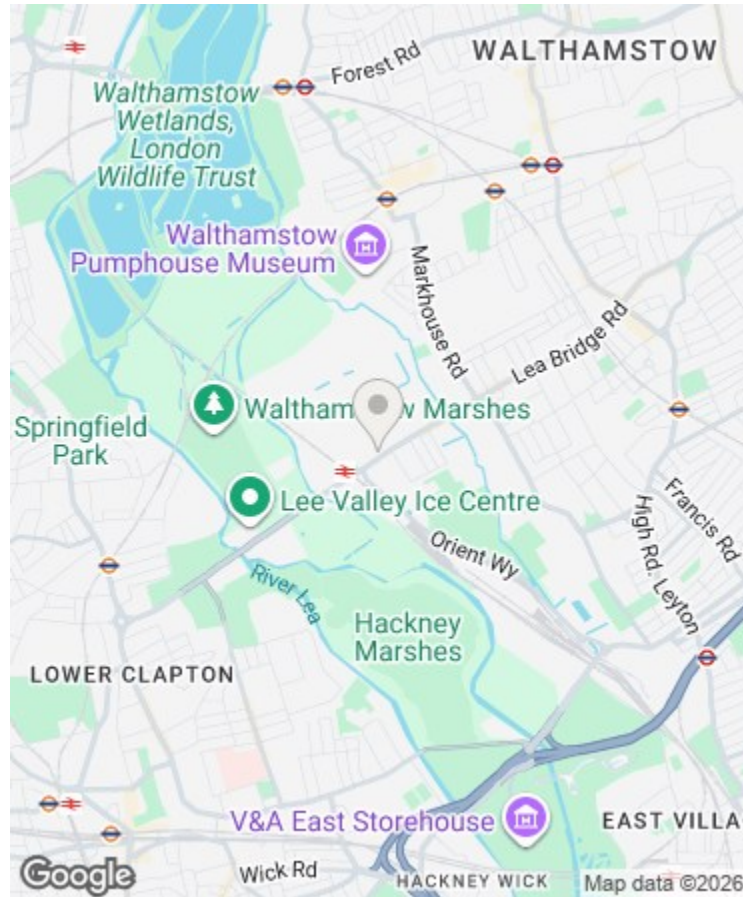 WALTHAMSTOW
Forest Rd
Walthamstow
Wetlands,
London
Wildlife Trust
Walthamstow
Pumphouse Museum
Markhouse Rd
Lea Bridge Rd
Walthamstow Marshes
Springfield
Park
Lee Valley Ice Centre
Francis Rd
High Rd. Leyton
Orient Wy
River Lea
Hackney
Marshes
LOWER CLAPTON
V&A East Storehouse
EAST VILLA
Wick Rd
HACKNEY WICK
Google
Map data ©2026